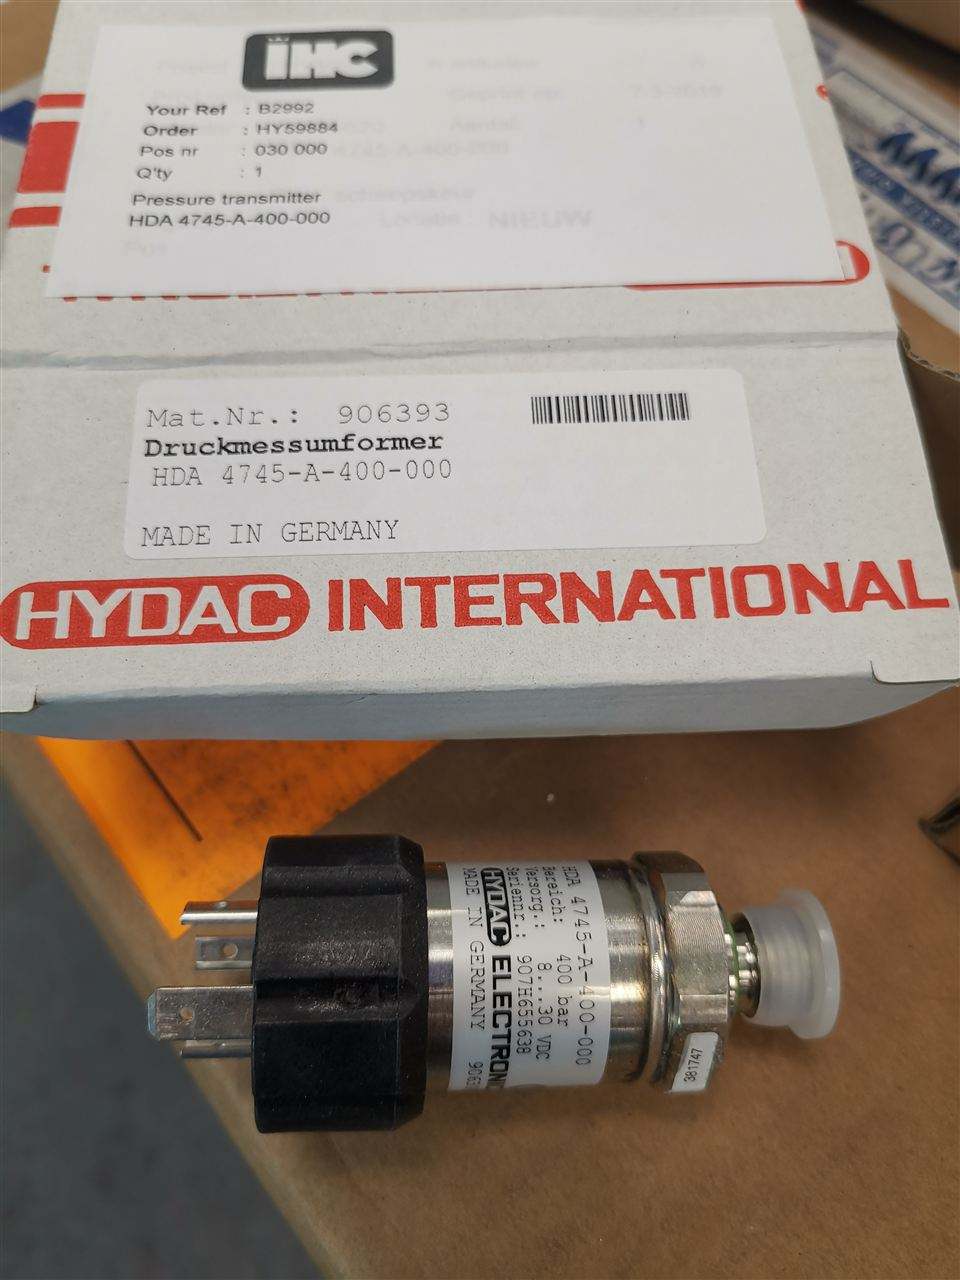 IHC
Your Ref : B2992
Order : HY59884
Pos nr : 030 000
Q'ty : 1
Pressure transmitter
HDA 4745-A-400-000
NIEUW
Mat.Nr.: 906393
Druckmessumformer
HDA 4745-A-400-000
MADE IN GERMANY
HYDAC INTERNATIONAL
HDA 4745-A-400-000
Bereich: 400 bar
Versorg.: 8...30 VDC
Seriennr.: 907H655638
HYDAC ELECTRONIC
MADE IN GERMANY 9063
381747